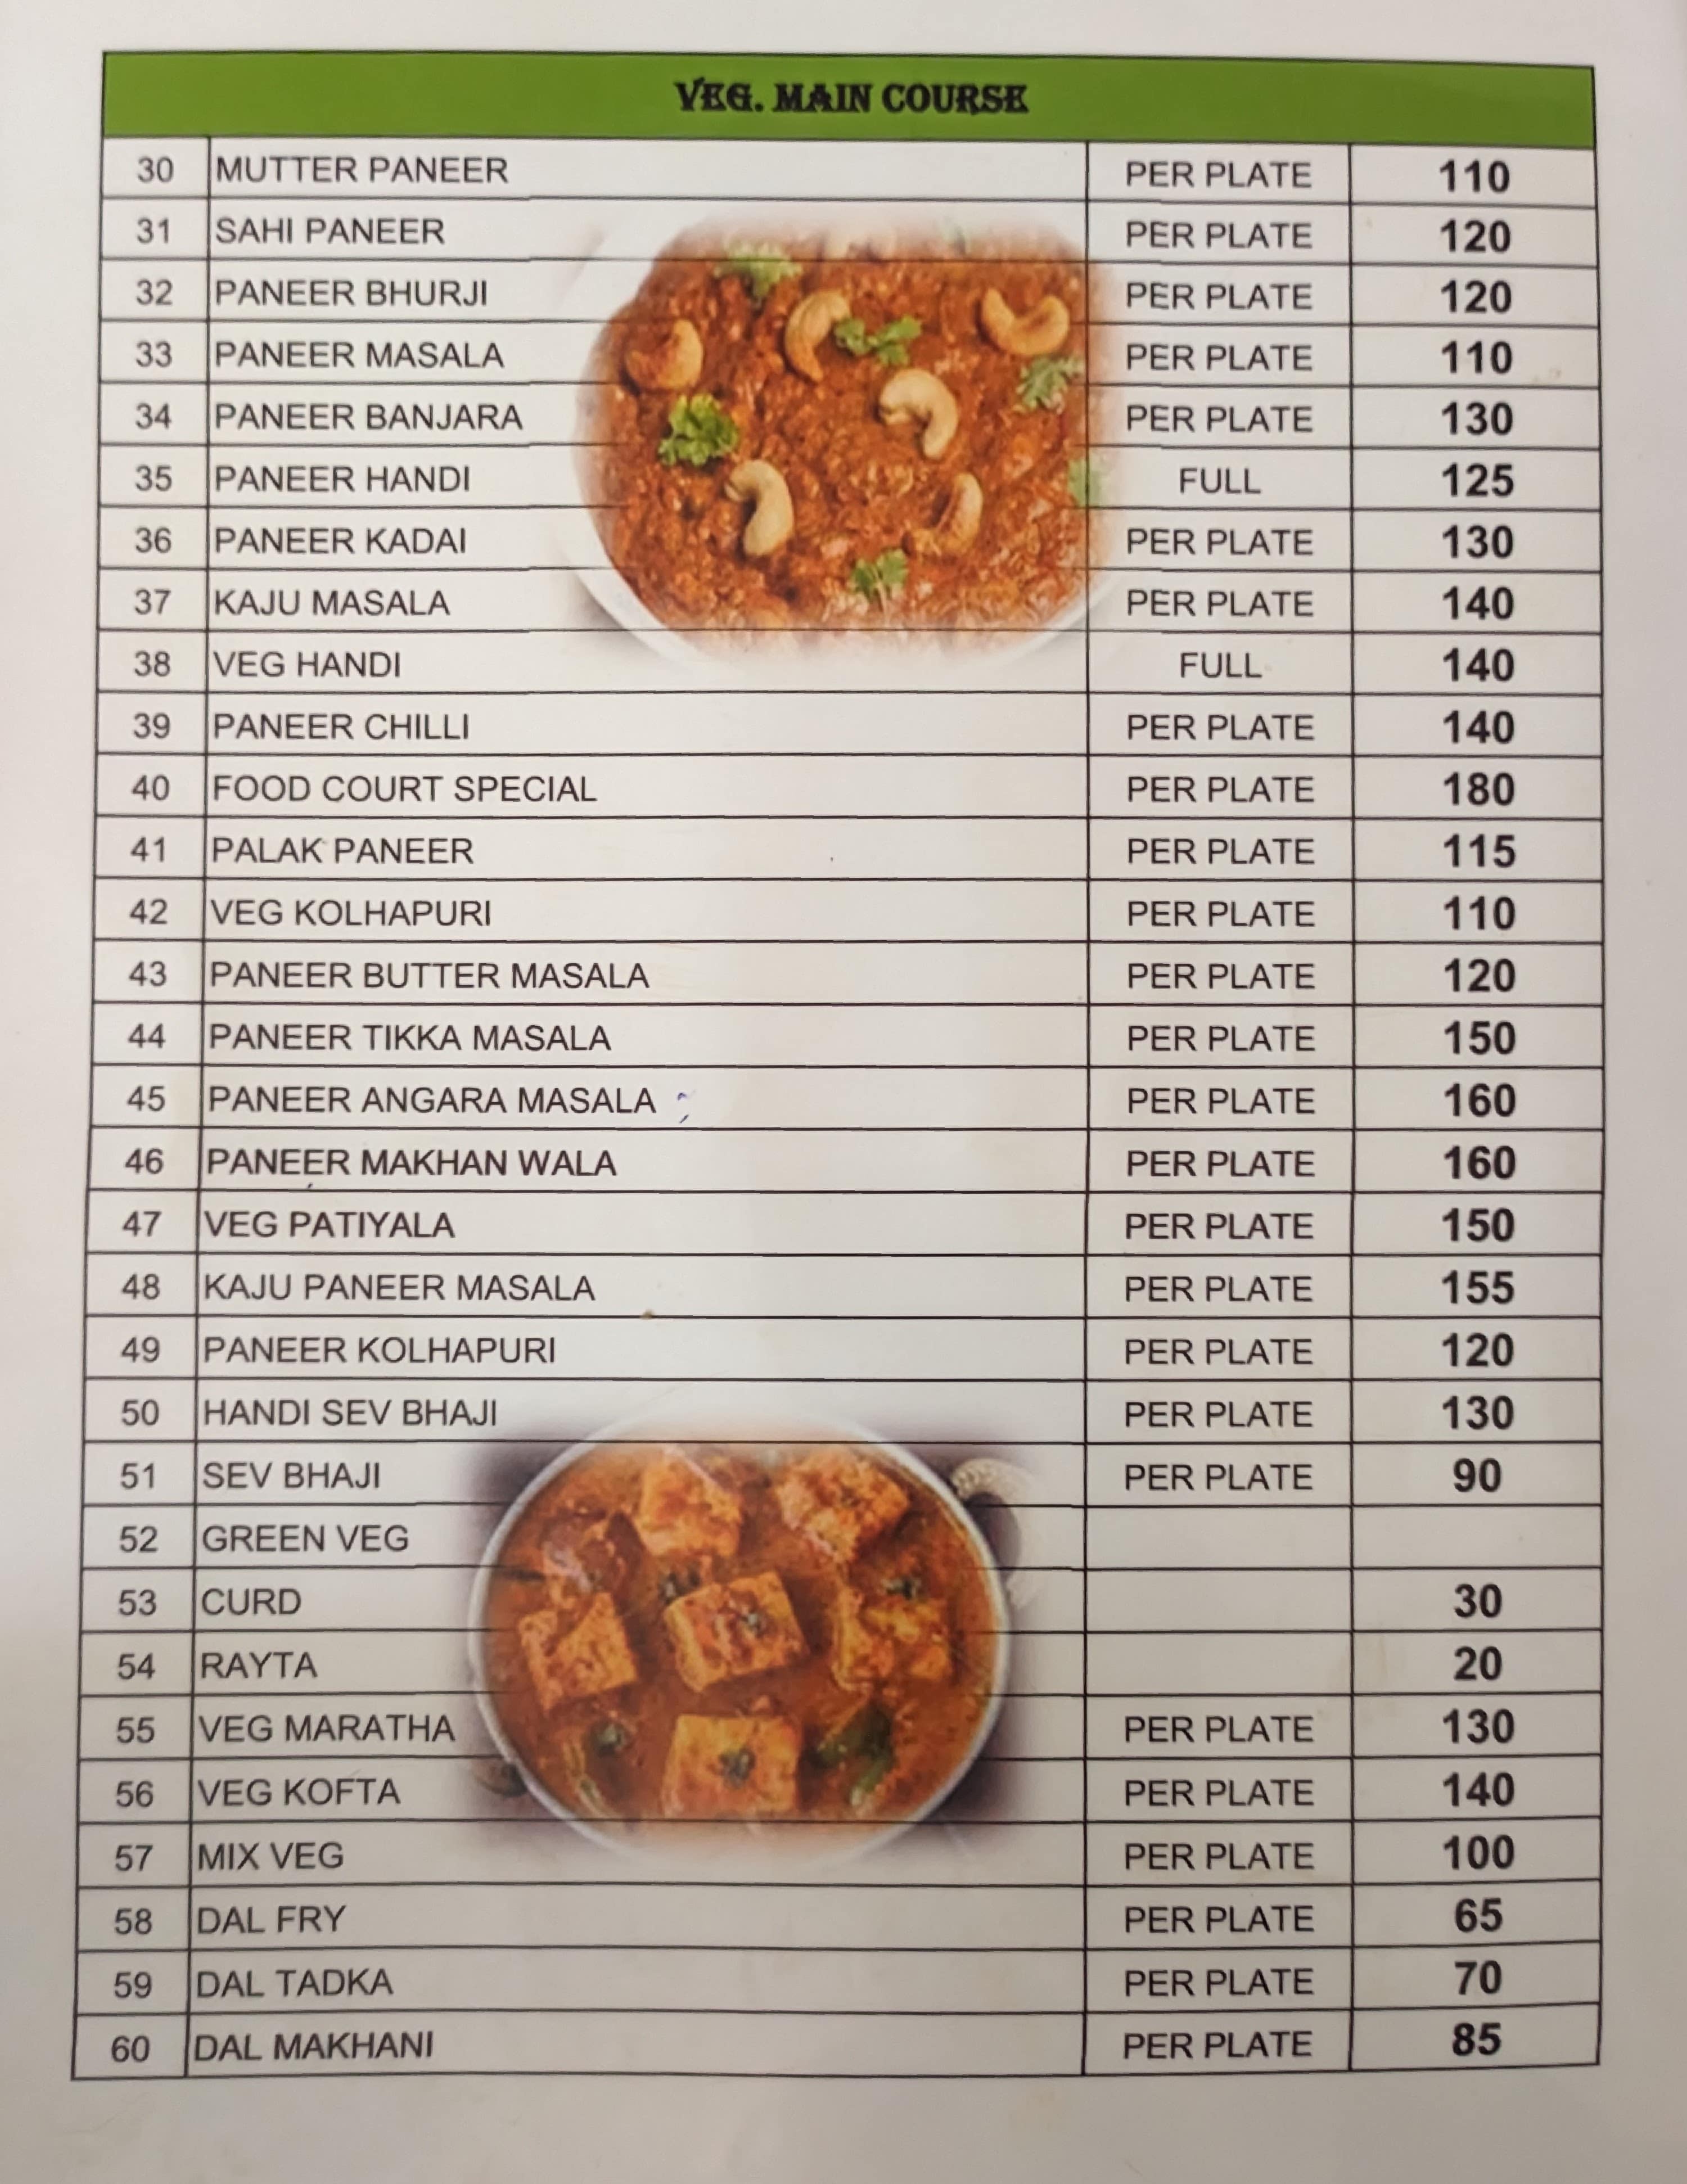 VEG. MAIN COURSE
30 MUTTER PANEER PER PLATE 110
31 SAHI PANEER PER PLATE 120
32 PANEER BHURJI PER PLATE 120
33 PANEER MASALA PER PLATE 110
34 PANEER BANJARA PER PLATE 130
35 PANEER HANDI FULL 125
36 PANEER KADAI PER PLATE 130
37 KAJU MASALA PER PLATE 140
38 VEG HANDI FULL 140
39 PANEER CHILLI PER PLATE 140
40 FOOD COURT SPECIAL PER PLATE 180
41 PALAK PANEER PER PLATE 115
42 VEG KOLHAPURI PER PLATE 110
43 PANEER BUTTER MASALA PER PLATE 120
44 PANEER TIKKA MASALA PER PLATE 150
45 PANEER ANGARA MASALA PER PLATE 160
46 PANEER MAKHAN WALA PER PLATE 160
47 VEG PATIYALA PER PLATE 150
48 KAJU PANEER MASALA PER PLATE 155
49 PANEER KOLHAPURI PER PLATE 120
50 HANDI SEV BHAJI PER PLATE 130
51 SEV BHAJI PER PLATE 90
52 GREEN VEG
53 CURD 30
54 RAYTA 20
55 VEG MARATHA PER PLATE 130
56 VEG KOFTA PER PLATE 140
57 MIX VEG PER PLATE 100
58 DAL FRY PER PLATE 65
59 DAL TADKA PER PLATE 70
60 DAL MAKHANI PER PLATE 85